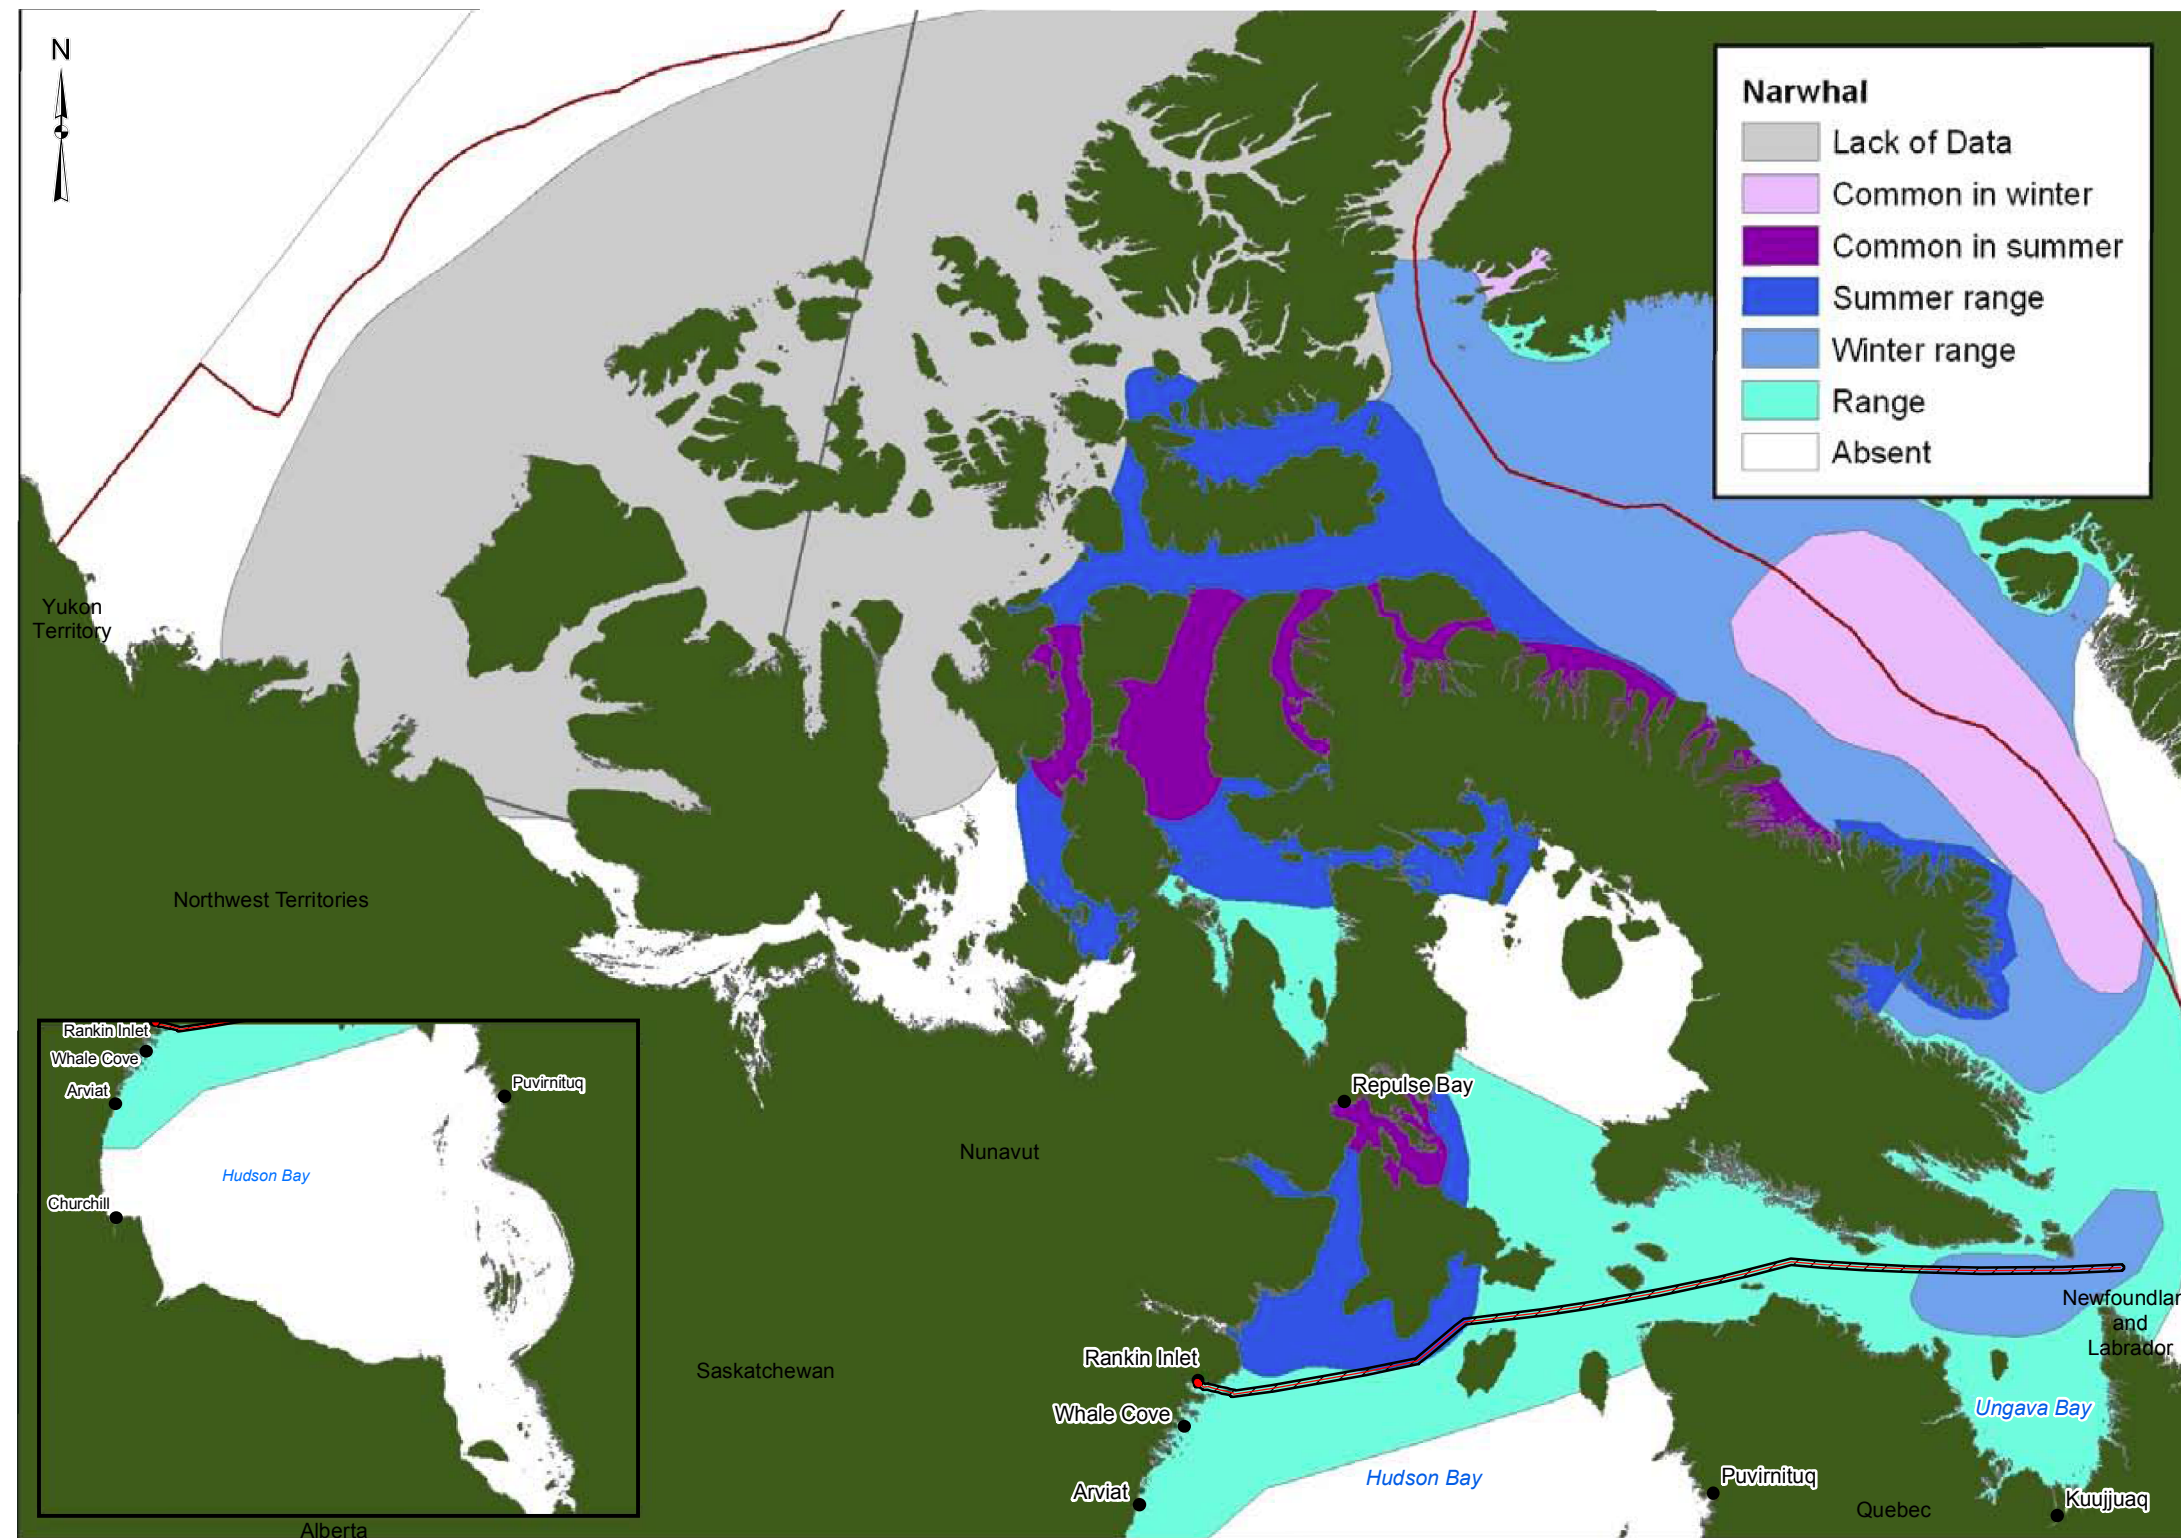 N
Narwhal
Lack of Data
Common in winter
Common in summer
Summer range
Winter range
Range
Absent
Yukon
Territory
Northwest Territories
Rankin Inlet
Whale Cove
Arviat
Puvirnituq
Hudson Bay
Churchill
Alberta
Nunavut
Saskatchewan
Repulse Bay
Rankin Inlet
Whale Cove
Arviat
Hudson Bay
Newfoundlan
and
Labrador
Ungava Bay
Puvirnituq
Quebec
Kuujjuaq